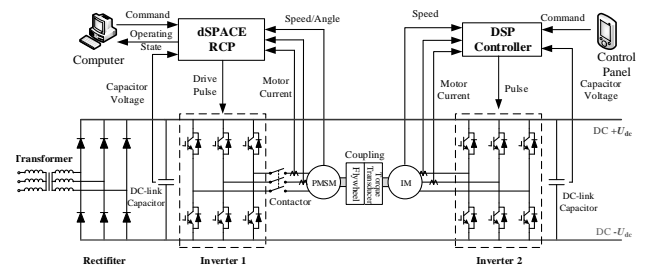 Command
Operating
State
Computer
dSPACE
RCP
Speed/Angle
Capacitor
Voltage
Drive
Pulse
Motor
Current
Speed
DSP
Controller
Command
Control
Panel
Motor
Current
Pulse
Capacitor
Voltage
DC +Udc
Transformer
DC-link
Capacitor
Contactor
PMSM
Coupling
Flywheel
Torque
Transducer
IM
DC-link
Capacitor
DC -Udc
Rectifiter
Inverter 1
Inverter 2